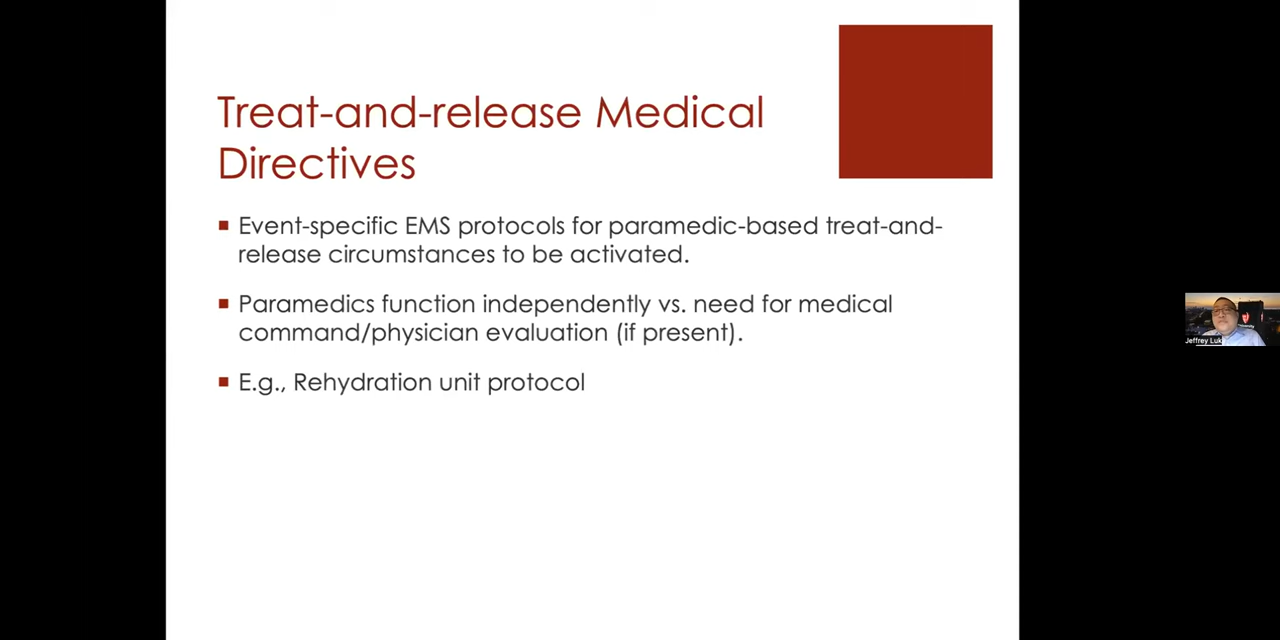 Treat-and-release Medical
Directives
Event-specific EMS protocols for paramedic-based treat-and-
release circumstances to be activated.
Paramedics function independently vs. need for medical
command/physician evaluation (if present).
E.g., Rehydration unit protocol
Jeffrey Luk